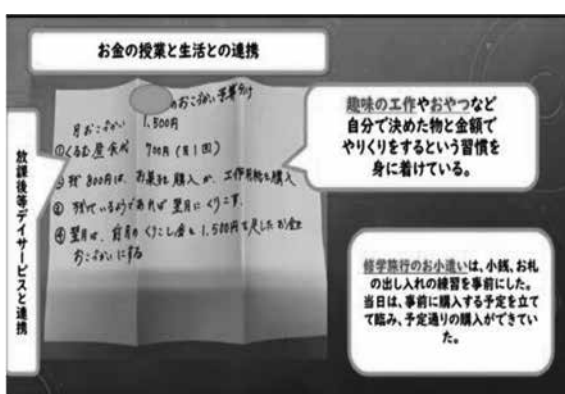 お金の授業と生活との連携
放課後等デイサービスと連携
のおこづかい
月おこづかい 1,500円
① 昼食代 700円(月1回)
残800円は、お菓子購入か、工作用紙を購入
残ているようであれば翌月にくりこす。
④ 翌月は、前月のくりこし金と1,500円を足したお金を
おこづかいにする
趣味の工作やおやつなど
自分で決めた物と金額で
やりくりをするという習慣を
身に着けている。
修学旅行のお小遣いは、小銭、お札
の出し入れの練習を事前にした。
当日は、事前に購入する予定を立て
て臨み、予定通りの購入ができてい
た。